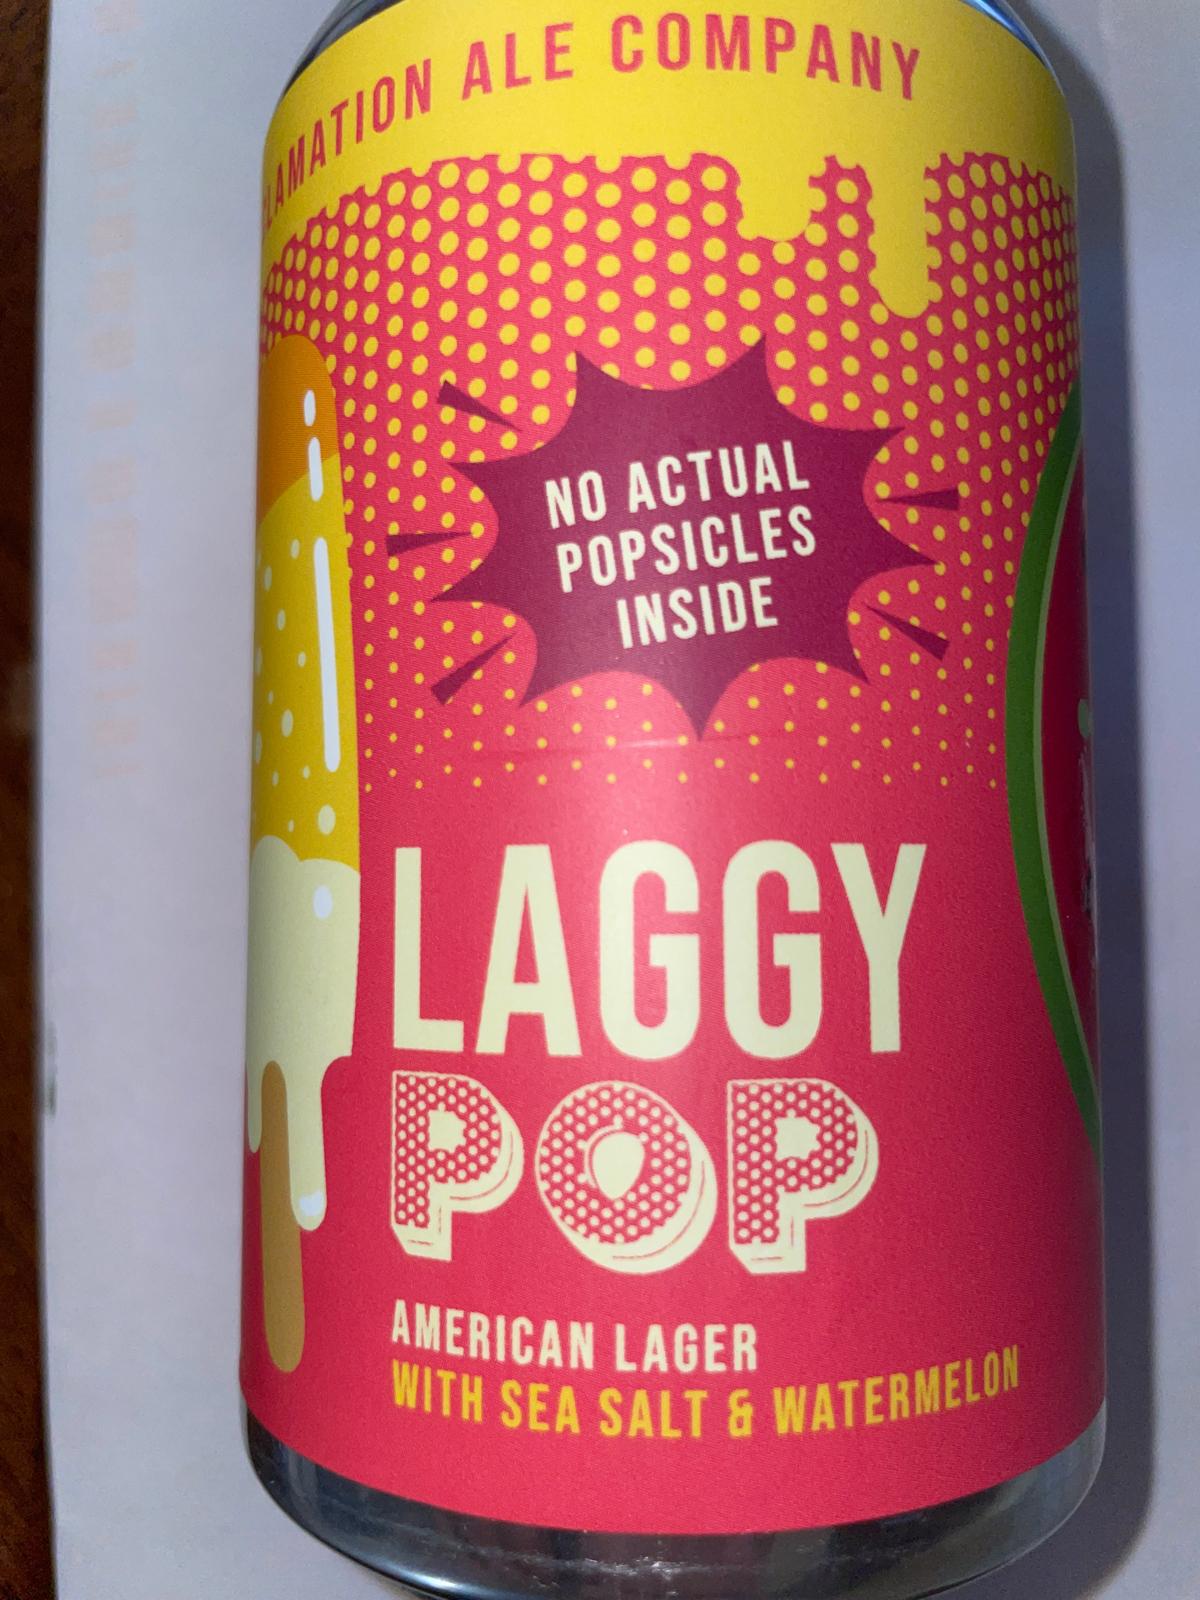 LAMATION ALE COMPANY
NO ACTUAL
POPSICLES
INSIDE
LAGGY
POP
AMERICAN LAGER
WITH SEA SALT & WATERMELON